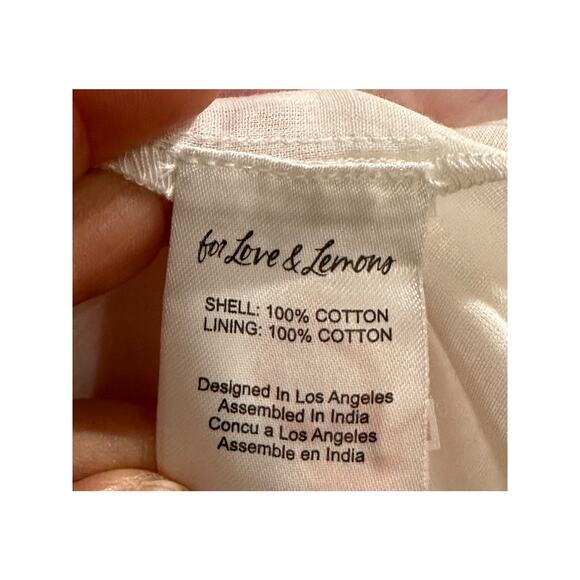 for Love & Lemons
SHELL: 100% COTTON
LINING: 100% COTTON
Designed In Los Angeles
Assembled In India
Concu a Los Angeles
Assemble en India